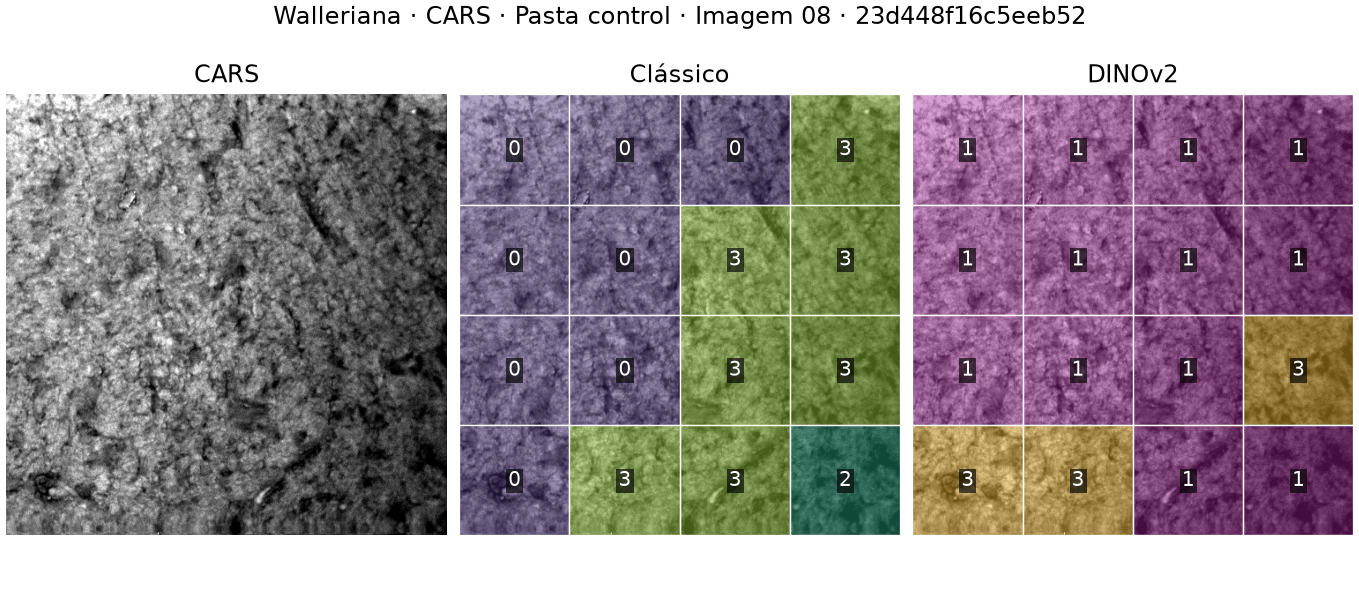 Walleriana · CARS · Pasta control · Imagem 08 · 23d448f16c5eeb52
CARS
Clássico
DINOv2
0 0 0 3
0 0 3 3
0 0 3 3
0 3 3 2
1 1 1 1
1 1 1 1
1 1 1 3
3 3 1 1